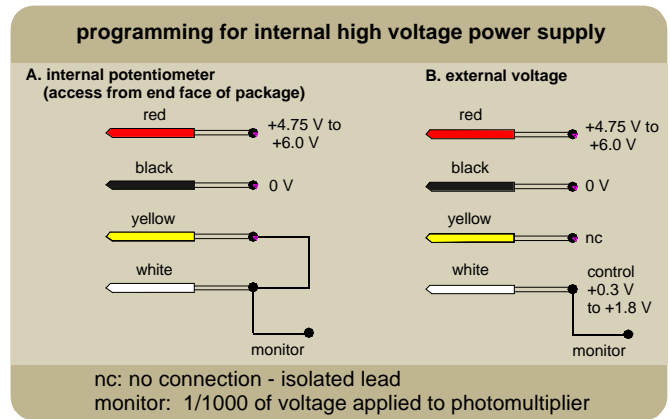 programming for internal high voltage power supply
A. internal potentiometer
(access from end face of package)
red
+4.75 V to
+6.0 V
black
0 V
yellow
white
monitor
B. external voltage
red
+4.75 V to
+6.0 V
black
0 V
yellow
nc
white
control
+0.3 V
to +1.8 V
monitor
nc: no connection - isolated lead
monitor: 1/1000 of voltage applied to photomultiplier